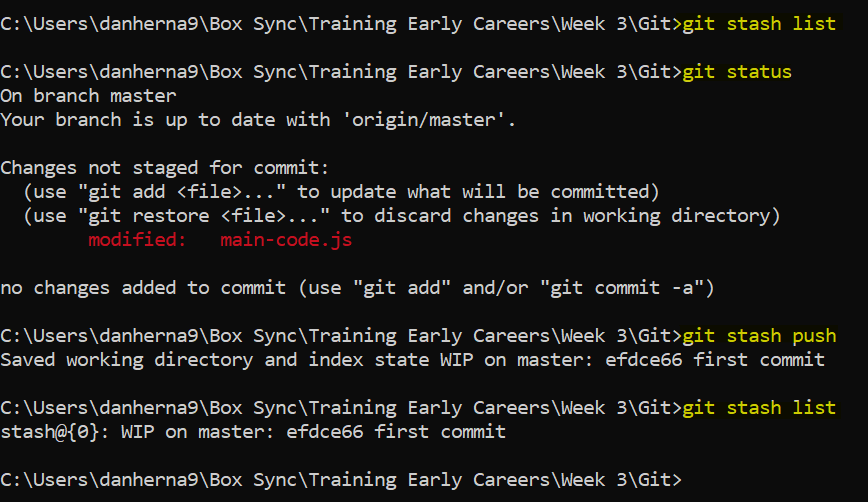 C:\Users\danherna9\Box Sync\Training Early Careers\Week 3\Git>git stash list
C:\Users\danherna9\Box Sync\Training Early Careers\Week 3\Git>git status
On branch master
Your branch is up to date with 'origin/master'.
Changes not staged for commit:
  (use "git add <file>..." to update what will be committed)
  (use "git restore <file>..." to discard changes in working directory)
        modified:   main-code.js
no changes added to commit (use "git add" and/or "git commit -a")
C:\Users\danherna9\Box Sync\Training Early Careers\Week 3\Git>git stash push
Saved working directory and index state WIP on master: efdce66 first commit
C:\Users\danherna9\Box Sync\Training Early Careers\Week 3\Git>git stash list
stash@{0}: WIP on master: efdce66 first commit
C:\Users\danherna9\Box Sync\Training Early Careers\Week 3\Git>